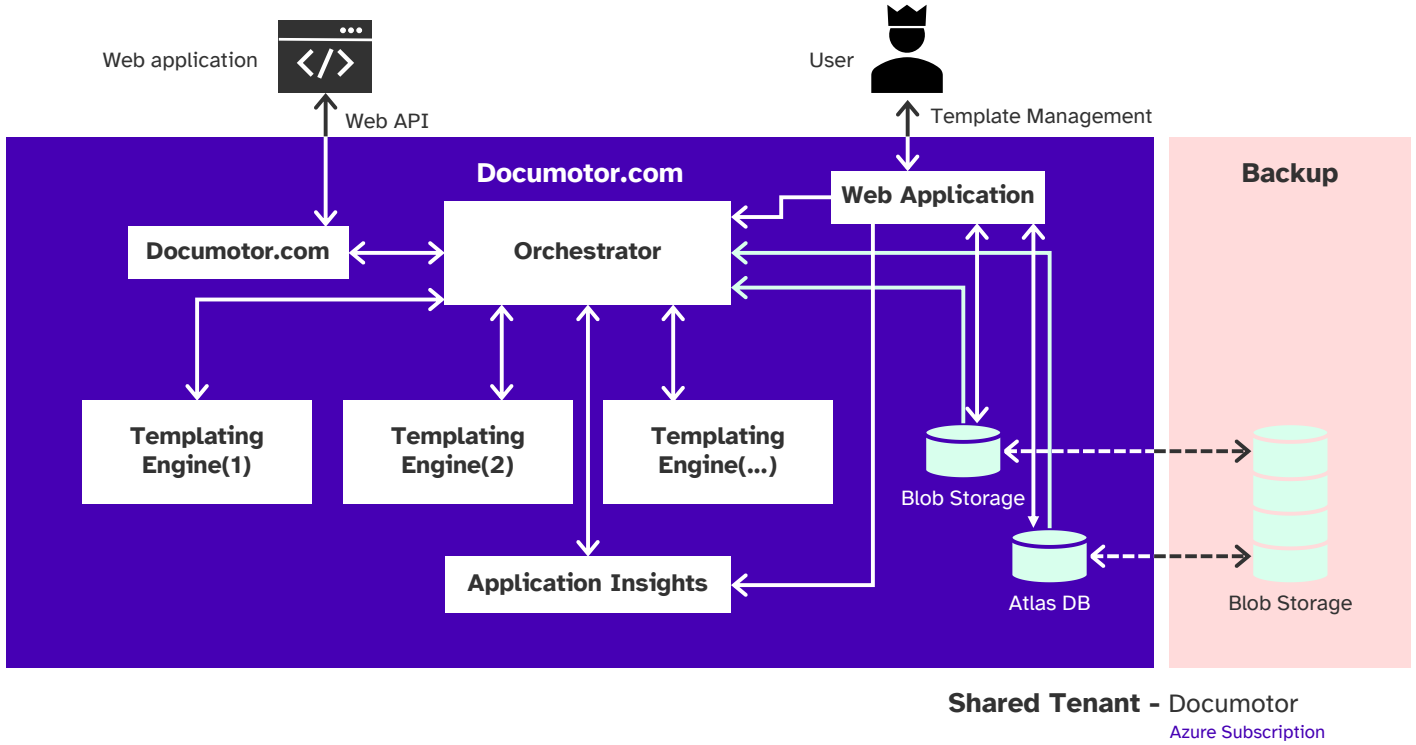 Web application
</>
User
Web API
Template Management
Documotor.com
Backup
Web Application
Documotor.com
Orchestrator
Templating
Engine(1)
Templating
Engine(2)
Templating
Engine(...)
Blob Storage
Application Insights
Atlas DB
Blob Storage
Shared Tenant - Documotor
Azure Subscription